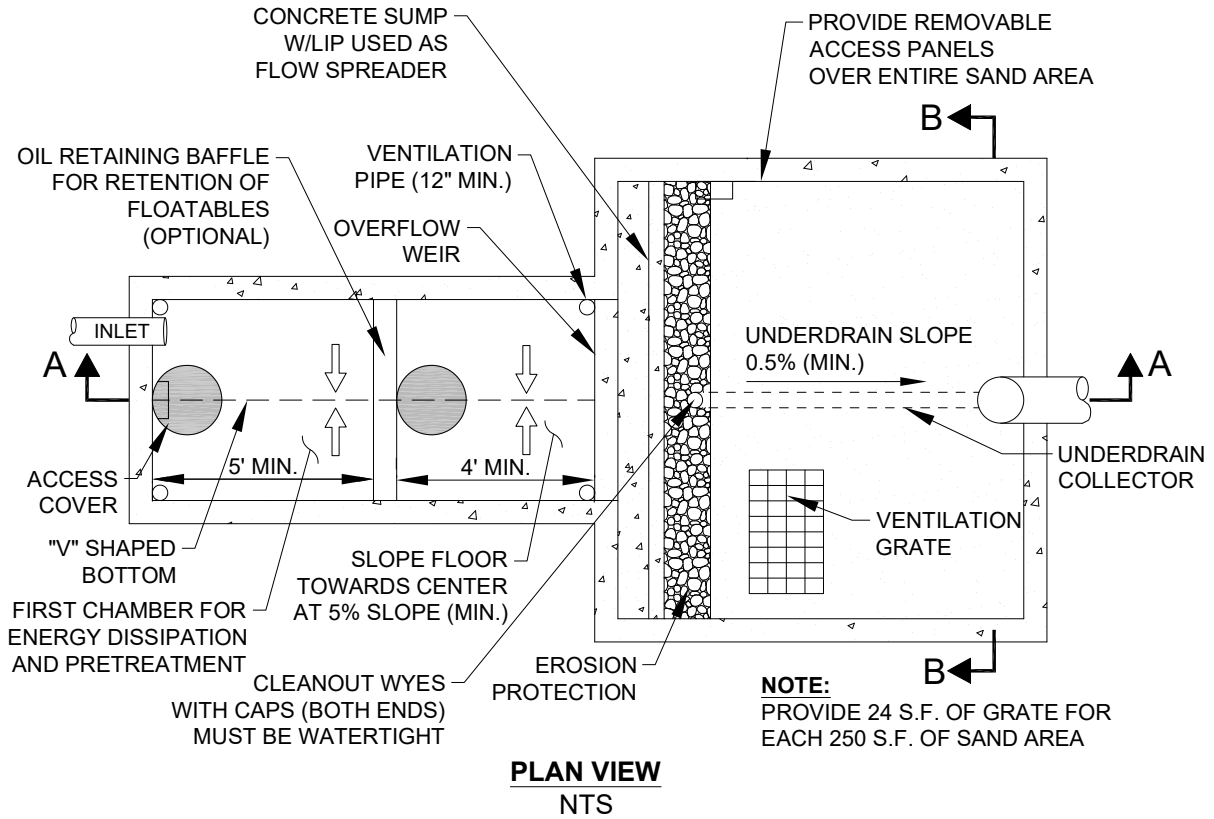 CONCRETE SUMP
W/LIP USED AS
FLOW SPREADER
PROVIDE REMOVABLE
ACCESS PANELS
OVER ENTIRE SAND AREA
B
OIL RETAINING BAFFLE
FOR RETENTION OF
FLOATABLES
(OPTIONAL)
VENTILATION
PIPE (12" MIN.)
OVERFLOW
WEIR
INLET
A
UNDERDRAIN SLOPE
0.5% (MIN.)
A
5' MIN.
4' MIN.
ACCESS
COVER
UNDERDRAIN
COLLECTOR
VENTILATION
GRATE
"V" SHAPED
BOTTOM
SLOPE FLOOR
TOWARDS CENTER
AT 5% SLOPE (MIN.)
FIRST CHAMBER FOR
ENERGY DISSIPATION
AND PRETREATMENT
EROSION
PROTECTION
CLEANOUT WYES
WITH CAPS (BOTH ENDS)
MUST BE WATERTIGHT
B
NOTE:
PROVIDE 24 S.F. OF GRATE FOR
EACH 250 S.F. OF SAND AREA
PLAN VIEW
NTS